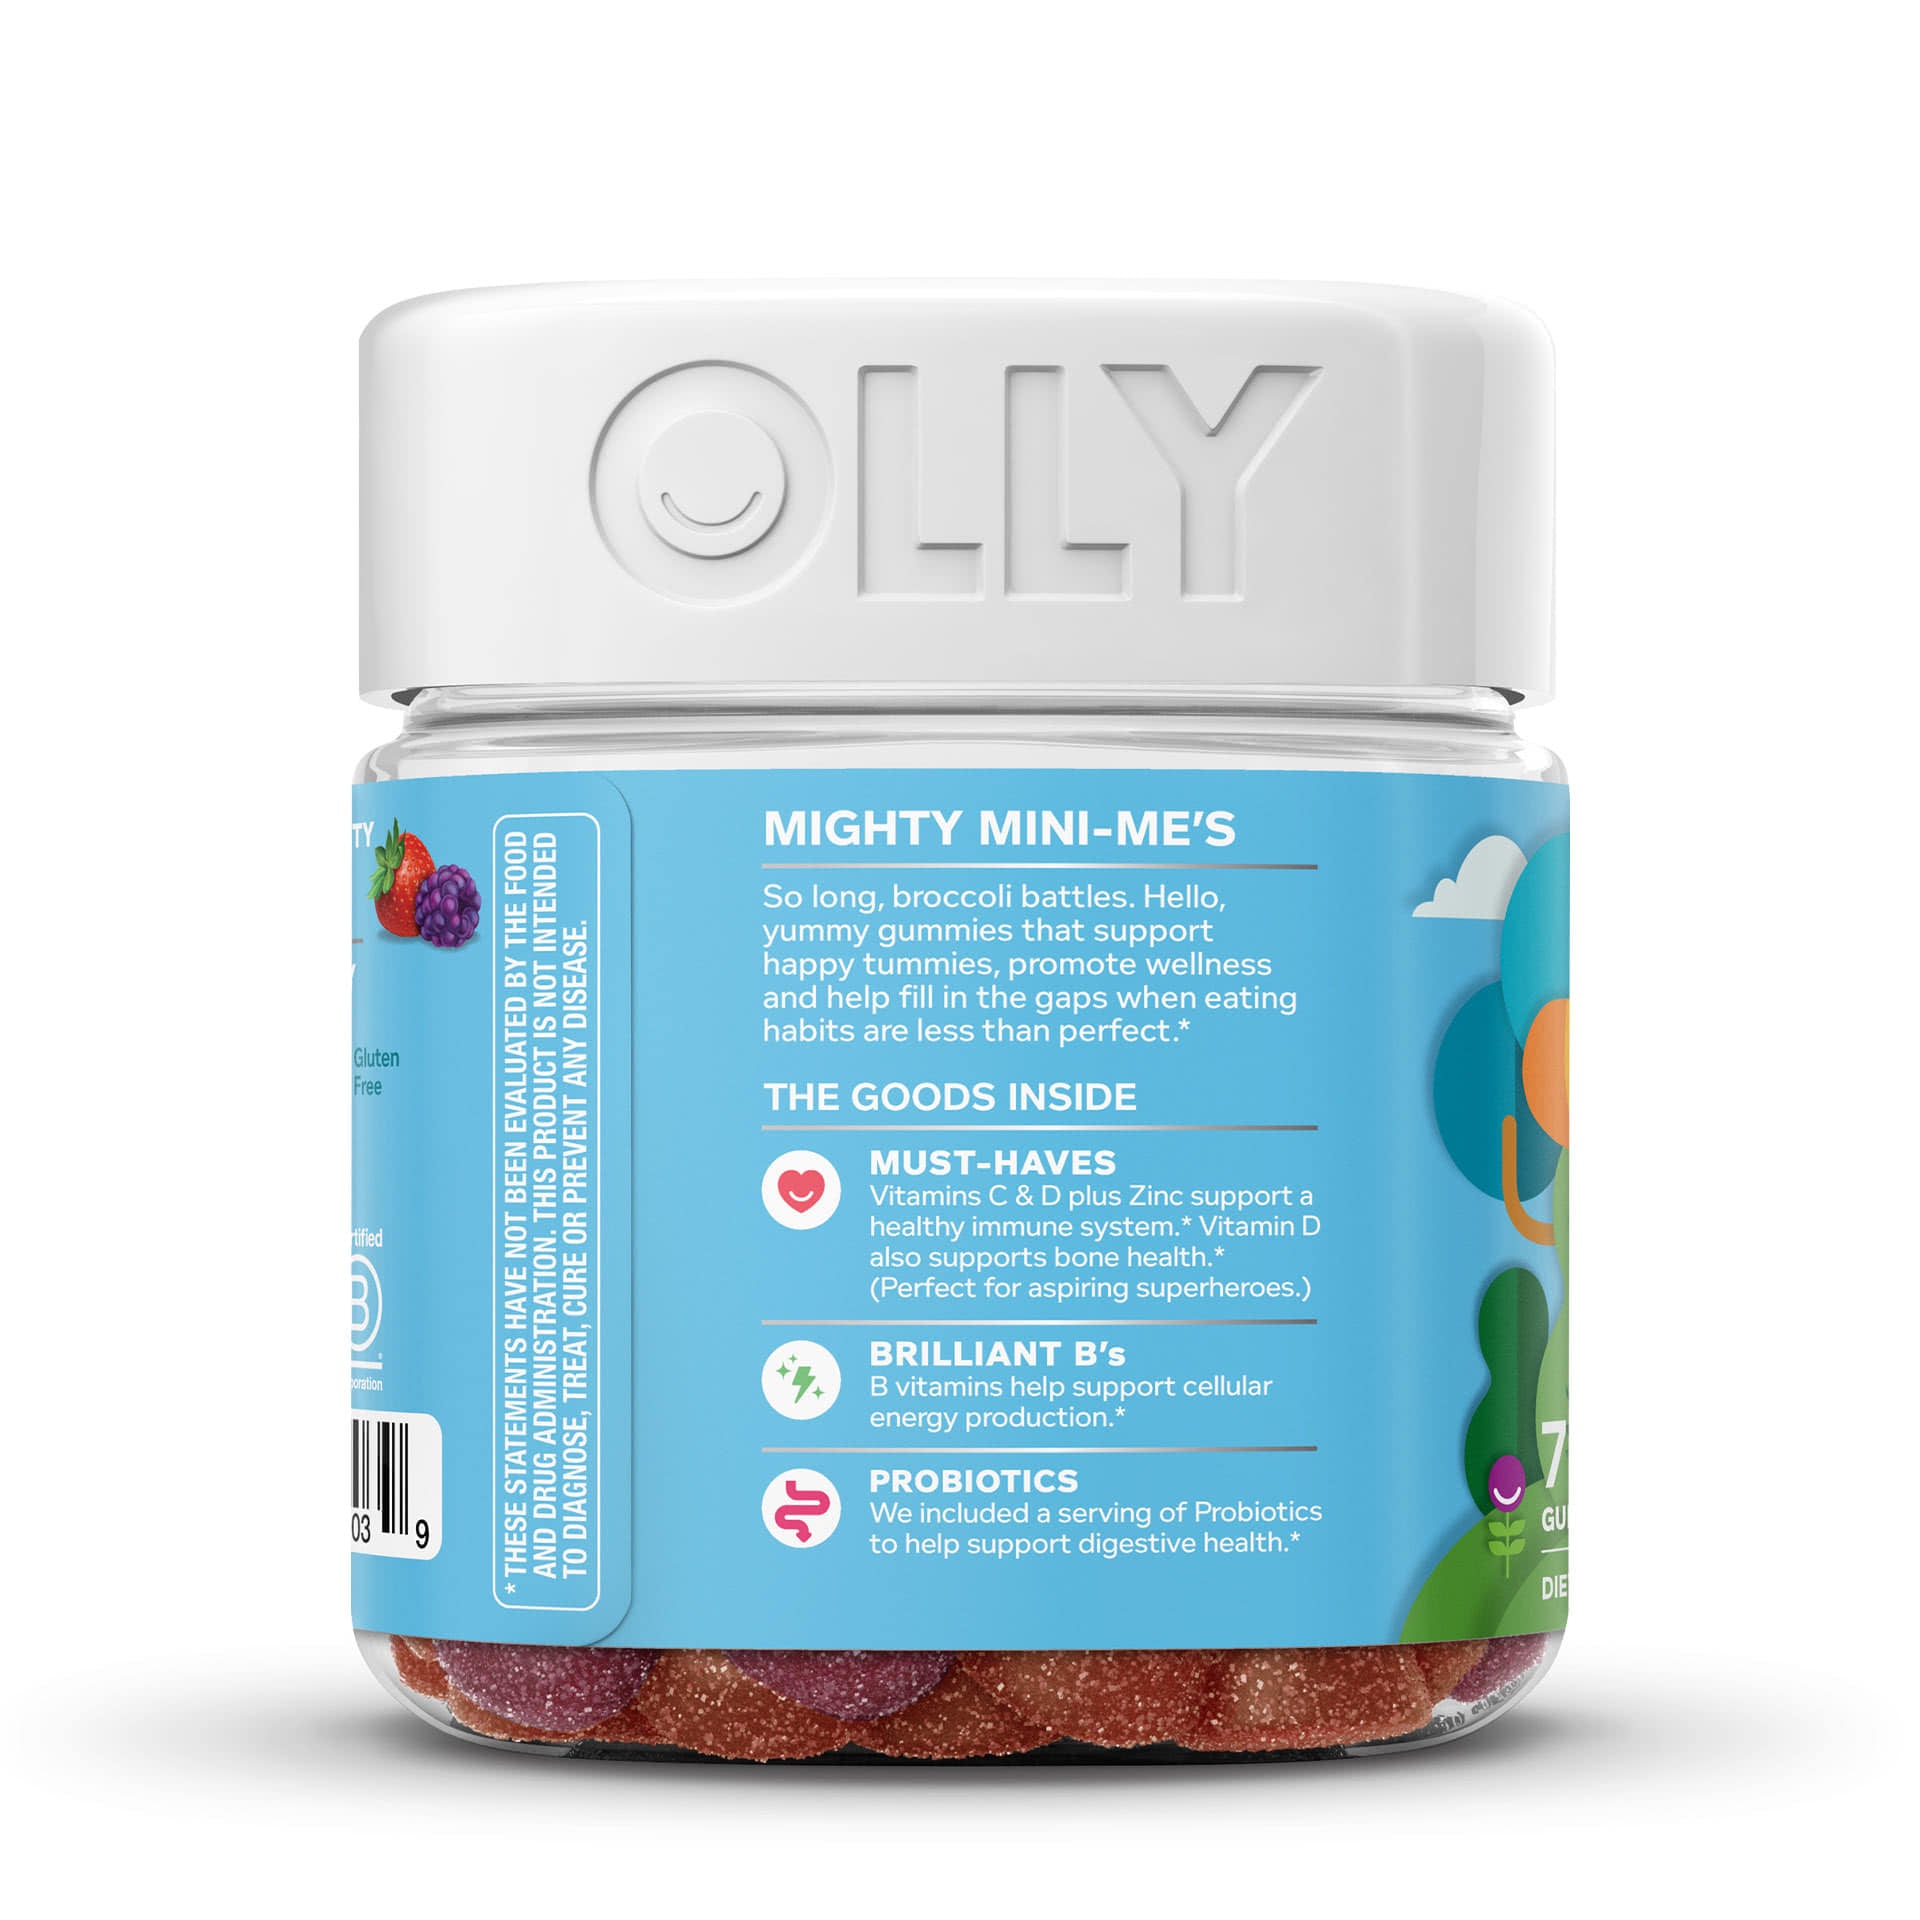 OLLY
MIGHTY MINI-ME'S
So long, broccoli battles. Hello,
yummy gummies that support
happy tummies, promote wellness
and help fill in the gaps when eating
habits are less than perfect.*
THE GOODS INSIDE
MUST-HAVES
Vitamins C & D plus Zinc support a
healthy immune system.* Vitamin D
also supports bone health.*
(Perfect for aspiring superheroes.)
BRILLIANT B's
B vitamins help support cellular
energy production.*
PROBIOTICS
We included a serving of Probiotics
to help support digestive health.*
* THESE STATEMENTS HAVE NOT BEEN EVALUATED BY THE FOOD
AND DRUG ADMINISTRATION. THIS PRODUCT IS NOT INTENDED
TO DIAGNOSE, TREAT, CURE OR PREVENT ANY DISEASE.
Gluten
Free
B
03 9
7